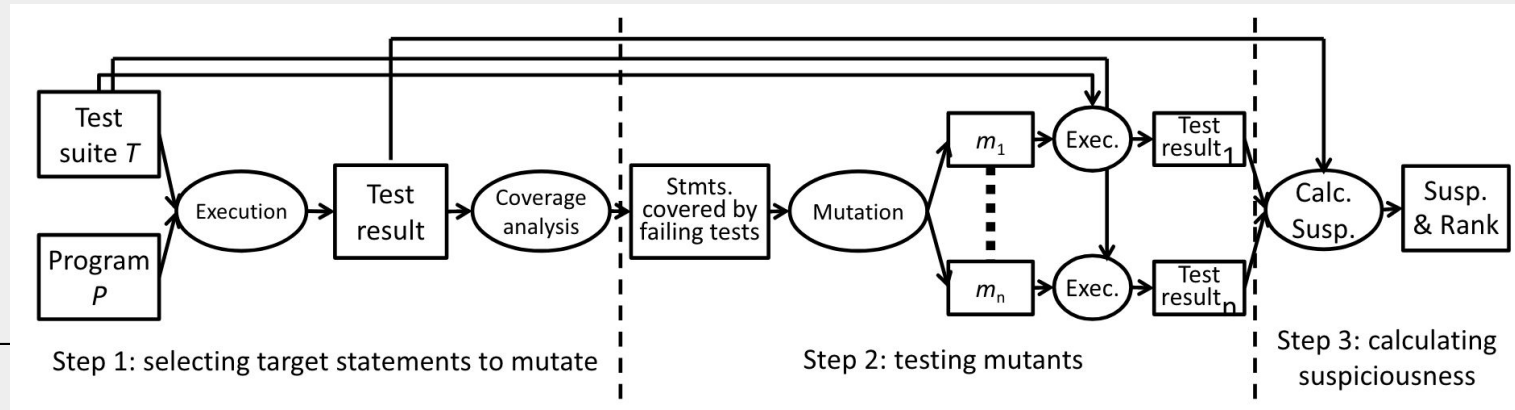 Test
suite T
Program
P
Execution
Test
result
Coverage
analysis
Step 1: selecting target statements to mutate
Stmts.
covered by
failing tests
Mutation
m1
mn
Exec.
Exec.
Test
result1
Test
resultn
Step 2: testing mutants
Calc.
Susp.
Susp.
& Rank
Step 3: calculating
suspiciousness